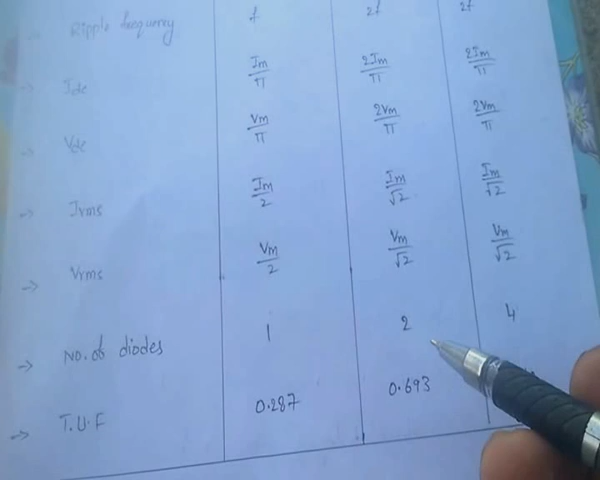 Ripple frequency f 2f 2f
→ Idc Im/π 2Im/π 2Im/π
→ Vdc Vm/π 2Vm/π 2Vm/π
→ Irms Im/2 Im/√2 Im/√2
→ Vrms Vm/2 Vm/√2 Vm/√2
→ No. of diodes 1 2 4
→ T.U.F 0.287 0.693